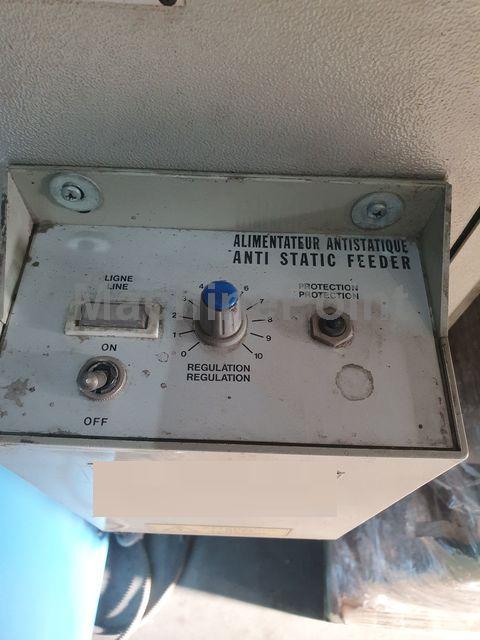 ALIMENTATEUR ANTISTATIQUE
ANTI STATIC FEEDER
LIGNE
LINE
PROTECTION
PROTECTION
0
1
2
3
4
6
7
8
9
10
ON
OFF
REGULATION
REGULATION
MachinePoint